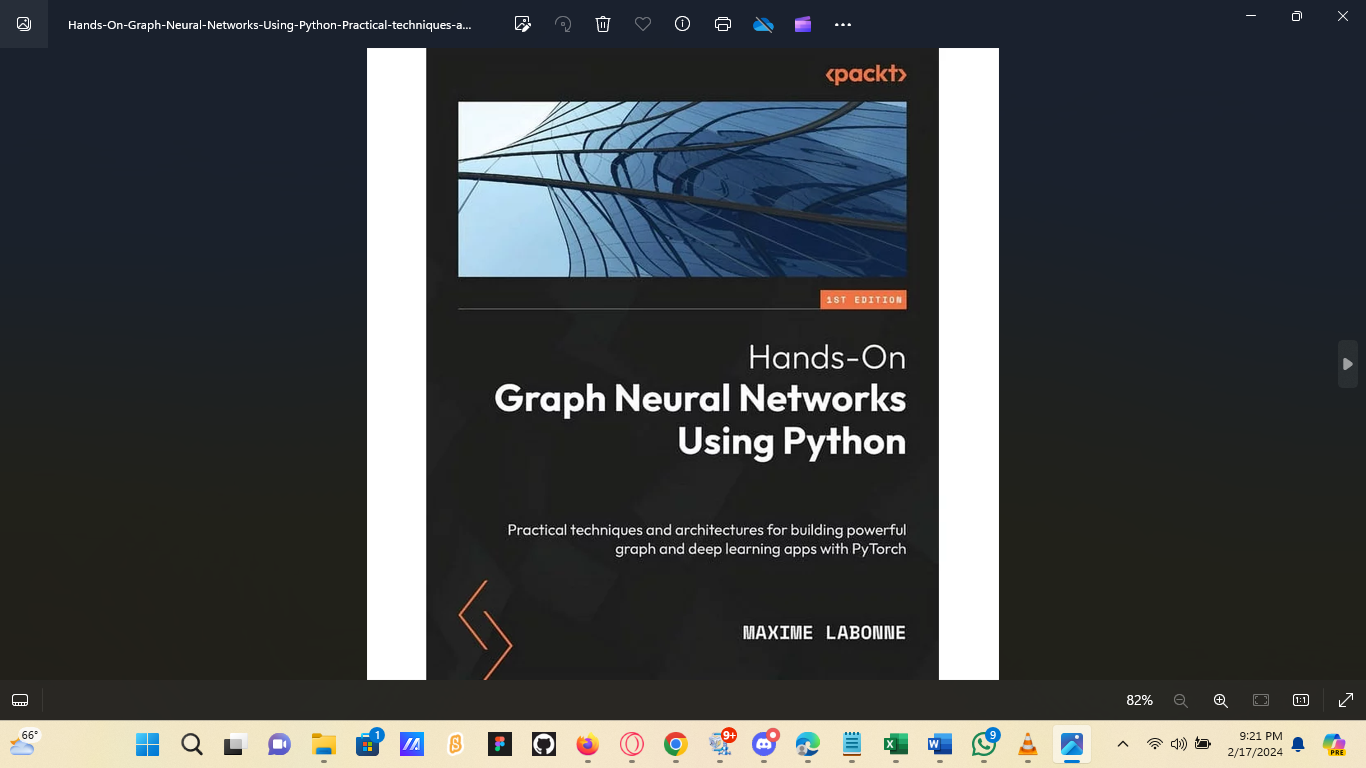 Hands-On-Graph-Neural-Networks-Using-Python-Practical-techniques-a...
<packt>
1ST EDITION
Hands-On
Graph Neural Networks
Using Python
Practical techniques and architectures for building powerful
graph and deep learning apps with PyTorch
MAXIME LABONNE
82%
1:1
66°
1
9+
9
9:21 PM
2/17/2024
PRE